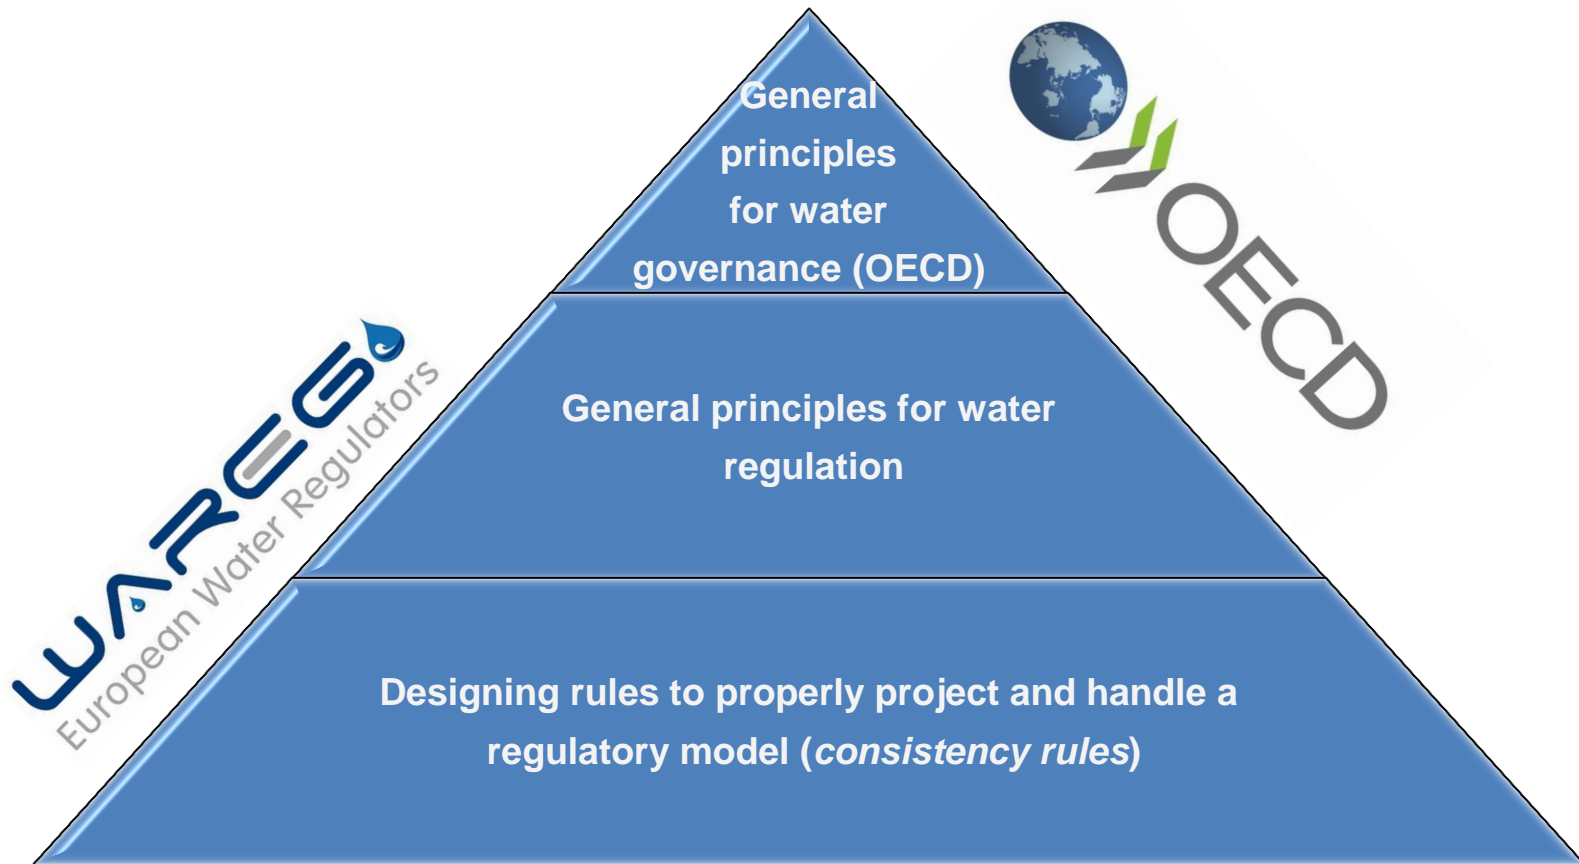 General
principles
for water
governance (OECD)
OECD
WAREG
European Water Regulators
General principles for water
regulation
Designing rules to properly project and handle a
regulatory model (consistency rules)